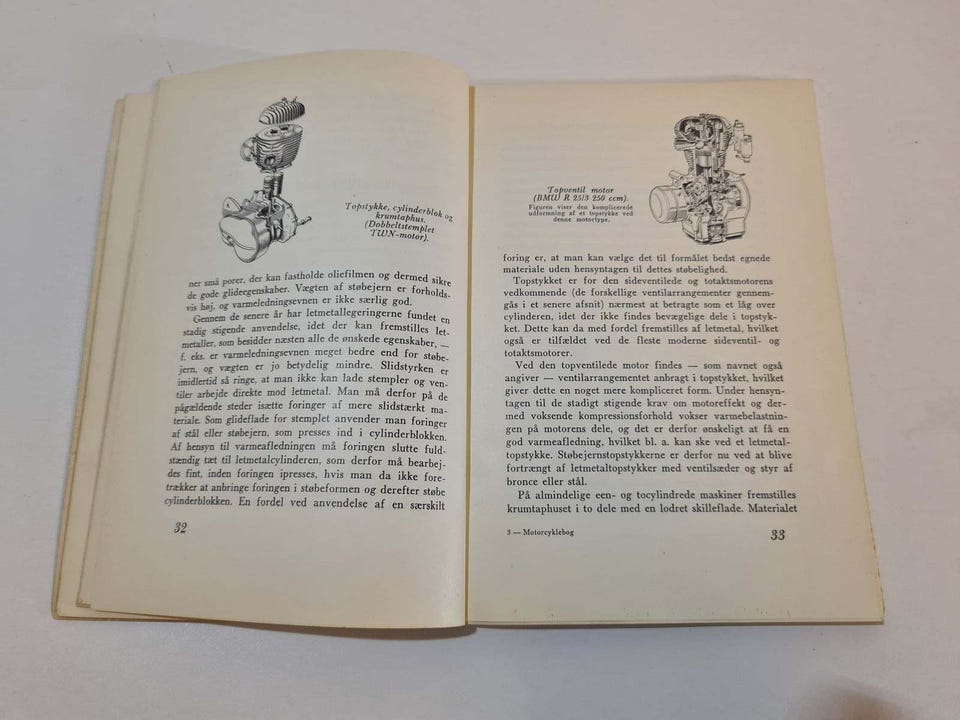 Topstykke, cylinderblok og
krumtaphus.
(Dobbeltstemplet
TWN-motor).
ner små porer, der kan fastholde oliefilmen og dermed sikre
de gode glideegenskaber. Vægten af støbejern er forholds-
vis høj, og varmeledningsevnen er ikke særlig god.
Gennem de senere år har letmetallegeringerne fundet en
stadig stigende anvendelse, idet der kan fremstilles let-
metaller, som besidder næsten alle de ønskede egenskaber, —
f. eks. er varmeledningsevnen meget bedre end for støbe-
jern, og vægten er jo betydelig mindre. Slidstyrken er
imidlertid så ringe, at man ikke kan lade stempler og ven-
tiler arbejde direkte mod letmetal. Man må derfor på de
pågældende steder isætte foringer af mere slidstærkt ma-
teriale. Som glideflade for stemplet anvender man foringer
af stål eller støbejern, som presses ind i cylinderblokken.
Af hensyn til varmeafledningen må foringen slutte fuld-
stændig tæt til letmetalcylinderen, som derfor må bearbej-
des fint, inden foringen ipresses, hvis man da ikke fore-
trækker at anbringe foringen i støbeformen og derefter støbe
cylinderblokken. En fordel ved anvendelse af en særskilt
32
Topventil motor
(BMW R 25/3 250 ccm).
Figuren viser den komplicerede
udformning af et topstykke ved
denne motortype.
foring er, at man kan vælge det til formålet bedst egnede
materiale uden hensyntagen til dettes støbelighed.
Topstykket er for den sideventilede og totaktsmotorens
vedkommende (de forskellige ventilarrangementer gennem-
gås i et senere afsnit) nærmest at betragte som et låg over
cylinderen, idet der ikke findes bevægelige dele i topstyk-
ket. Dette kan da med fordel fremstilles af letmetal, hvilket
også er tilfældet ved de fleste moderne sideventil- og
totaktsmotorer.
Ved den topventilede motor findes — som navnet også
angiver — ventilarrangementet anbragt i topstykket, hvilket
giver dette en noget mere kompliceret form. Under hensyn-
tagen til de stadigt stigende krav om motoreffekt og der-
med voksende kompressionsforhold vokser varmebelastnin-
gen på motorens dele, og det er derfor ønskeligt at få en
god varmeafledning, hvilket bl. a. kan ske ved et letmetal-
topstykke. Støbejernstopstykkerne er derfor nu ved at blive
fortrængt af letmetaltopstykker med ventilsæder og styr af
bronce eller stål.
På almindelige een- og tocylindrede maskiner fremstilles
krumtaphuset i to dele med en lodret skilleflade. Materialet
3 — Motorcyklebog
33